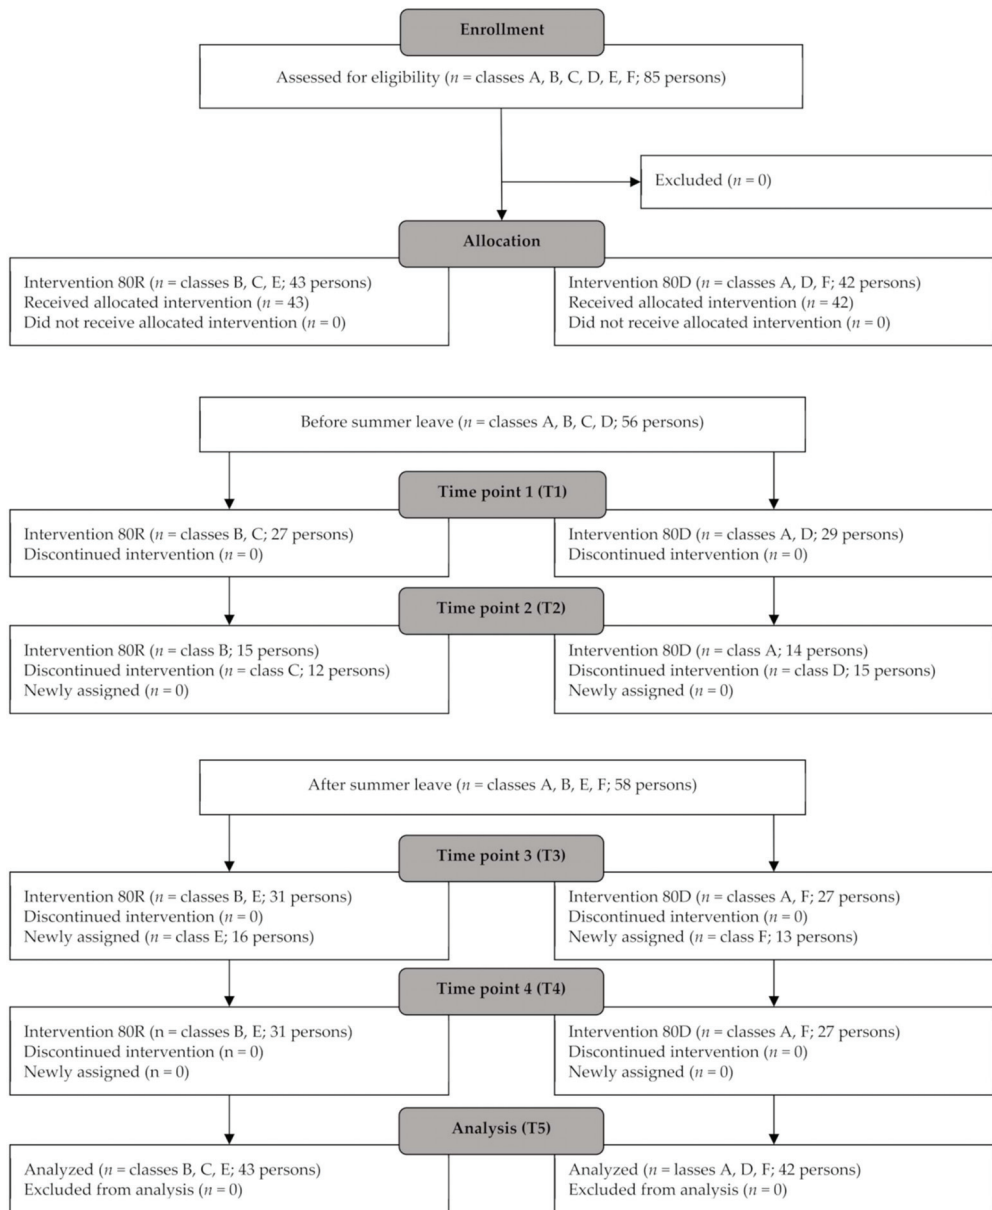 Enrollment
Assessed for eligibility (n = classes A, B, C, D, E, F; 85 persons)
Excluded (n = 0)
Allocation
Intervention 80R (n = classes B, C, E; 43 persons)
Received allocated intervention (n = 43)
Did not receive allocated intervention (n = 0)
Intervention 80D (n = classes A, D, F; 42 persons)
Received allocated intervention (n = 42)
Did not receive allocated intervention (n = 0)
Before summer leave (n = classes A, B, C, D; 56 persons)
Time point 1 (T1)
Intervention 80R (n = classes B, C; 27 persons)
Discontinued intervention (n = 0)
Intervention 80D (n = classes A, D; 29 persons)
Discontinued intervention (n = 0)
Time point 2 (T2)
Intervention 80R (n = class B; 15 persons)
Discontinued intervention (n = class C; 12 persons)
Newly assigned (n = 0)
Intervention 80D (n = class A; 14 persons)
Discontinued intervention (n = class D; 15 persons)
Newly assigned (n = 0)
After summer leave (n = classes A, B, E, F; 58 persons)
Time point 3 (T3)
Intervention 80R (n = classes B, E; 31 persons)
Discontinued intervention (n = 0)
Newly assigned (n = class E; 16 persons)
Intervention 80D (n = classes A, F; 27 persons)
Discontinued intervention (n = 0)
Newly assigned (n = class F; 13 persons)
Time point 4 (T4)
Intervention 80R (n = classes B, E; 31 persons)
Discontinued intervention (n = 0)
Newly assigned (n = 0)
Intervention 80D (n = classes A, F; 27 persons)
Discontinued intervention (n = 0)
Newly assigned (n = 0)
Analysis (T5)
Analyzed (n = classes B, C, E; 43 persons)
Excluded from analysis (n = 0)
Analyzed (n = lasses A, D, F; 42 persons)
Excluded from analysis (n = 0)